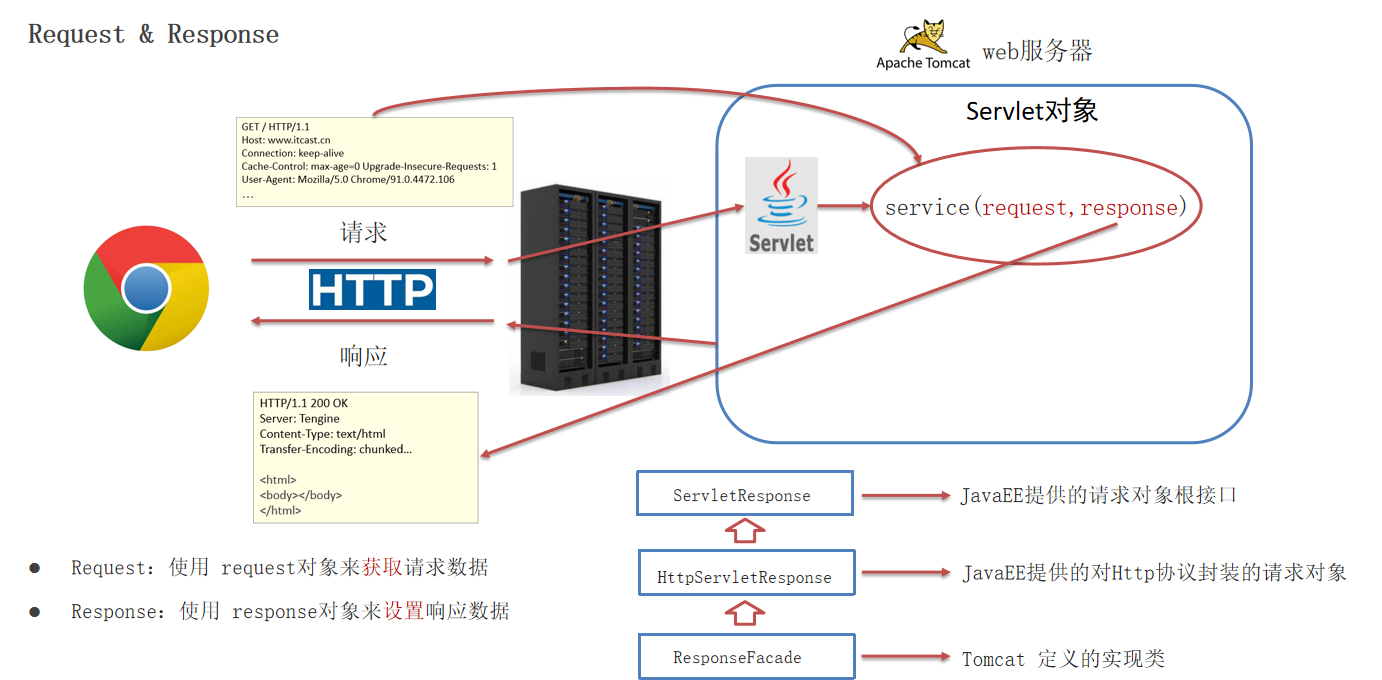 Request & Response
Apache Tomcat
web服务器
Servlet对象
GET / HTTP/1.1
Host: www.itcast.cn
Connection: keep-alive
Cache-Control: max-age=0 Upgrade-Insecure-Requests: 1
User-Agent: Mozilla/5.0 Chrome/91.0.4472.106
…
请求
HTTP
响应
Servlet
service(request,response)
HTTP/1.1 200 OK
Server: Tengine
Content-Type: text/html
Transfer-Encoding: chunked…
<html>
<body></body>
</html>
ServletResponse
JavaEE提供的请求对象根接口
HttpServletResponse
JavaEE提供的对Http协议封装的请求对象
ResponseFacade
Tomcat 定义的实现类
● Request：使用 request对象来获取请求数据
● Response：使用 response对象来设置响应数据